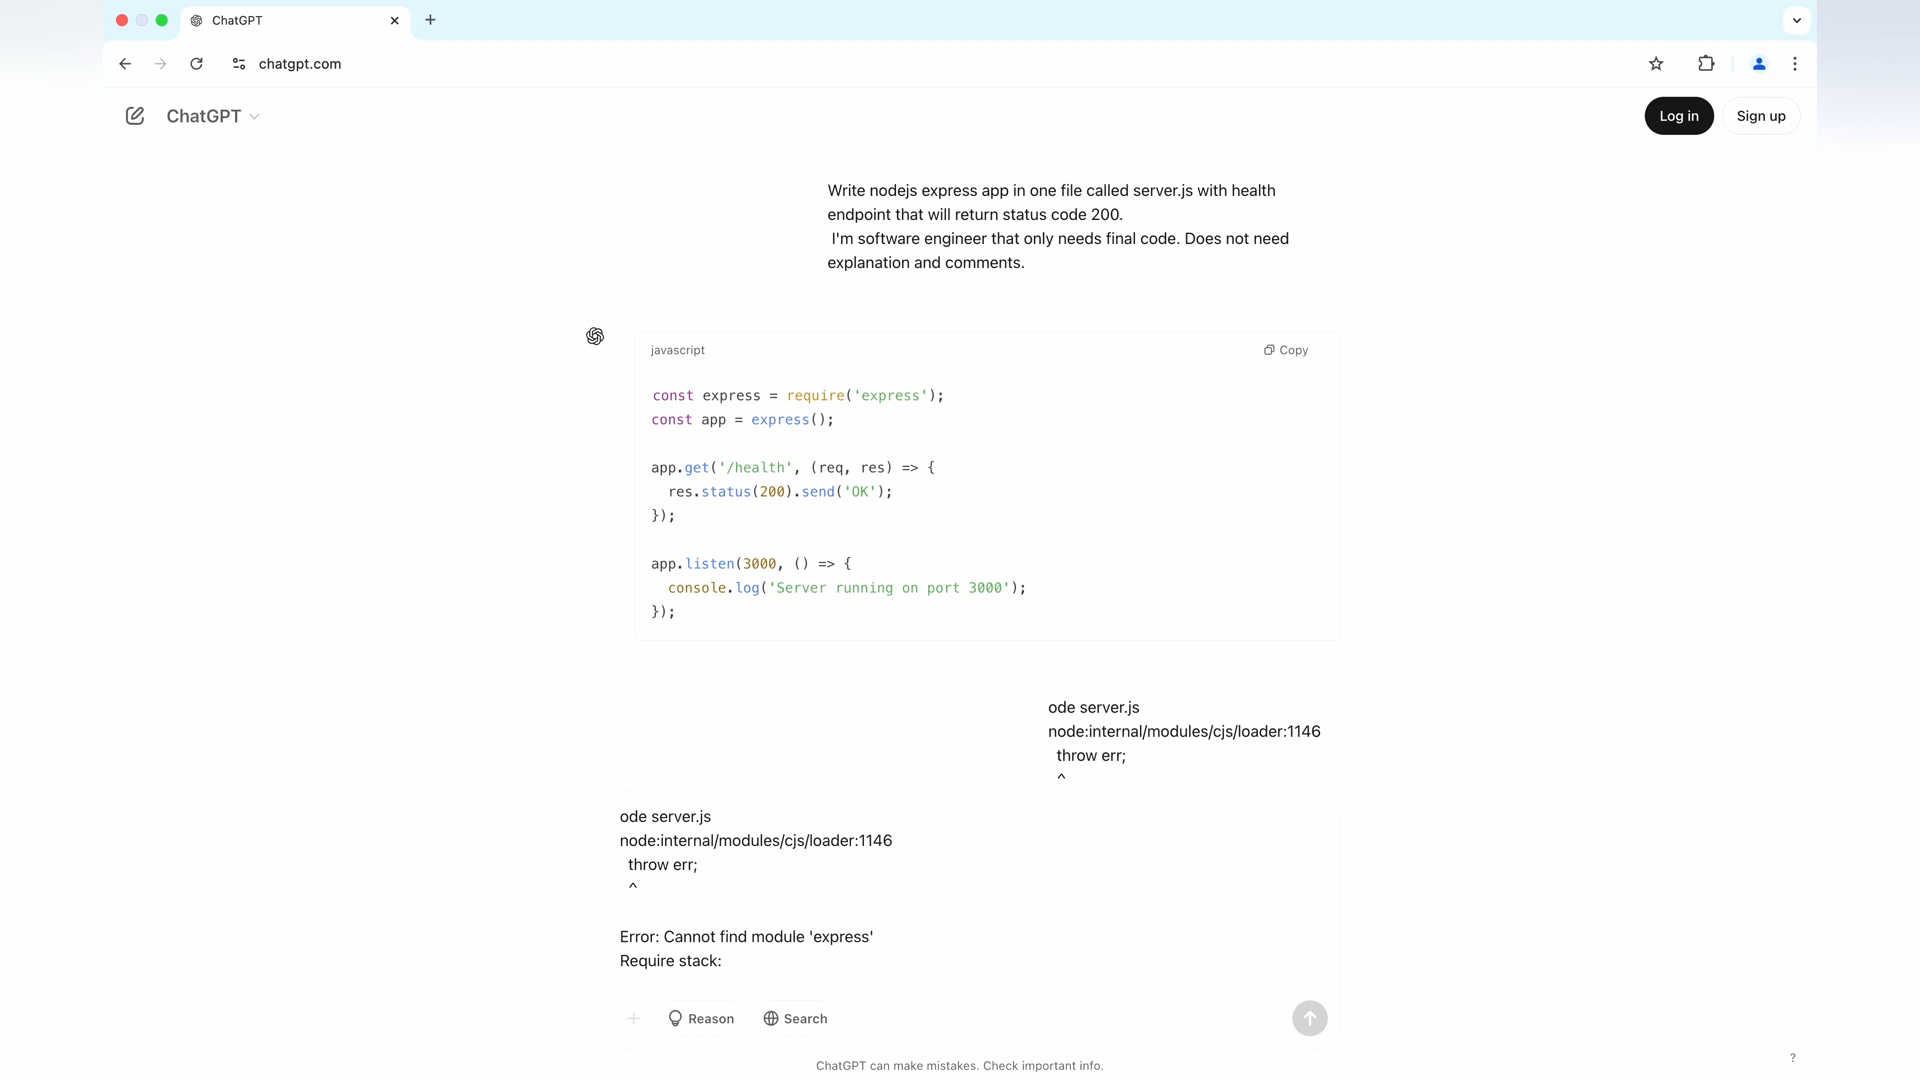 ChatGPT
chatgpt.com
ChatGPT
Log in
Sign up
Write nodejs express app in one file called server.js with health
endpoint that will return status code 200.
I'm software engineer that only needs final code. Does not need
explanation and comments.
javascript
Copy
const express = require('express');
const app = express();
app.get('/health', (req, res) => {
  res.status(200).send('OK');
});
app.listen(3000, () => {
  console.log('Server running on port 3000');
});
ode server.js
node:internal/modules/cjs/loader:1146
  throw err;
  ^
ode server.js
node:internal/modules/cjs/loader:1146
  throw err;
  ^
Error: Cannot find module 'express'
Require stack:
Reason
Search
ChatGPT can make mistakes. Check important info.
?